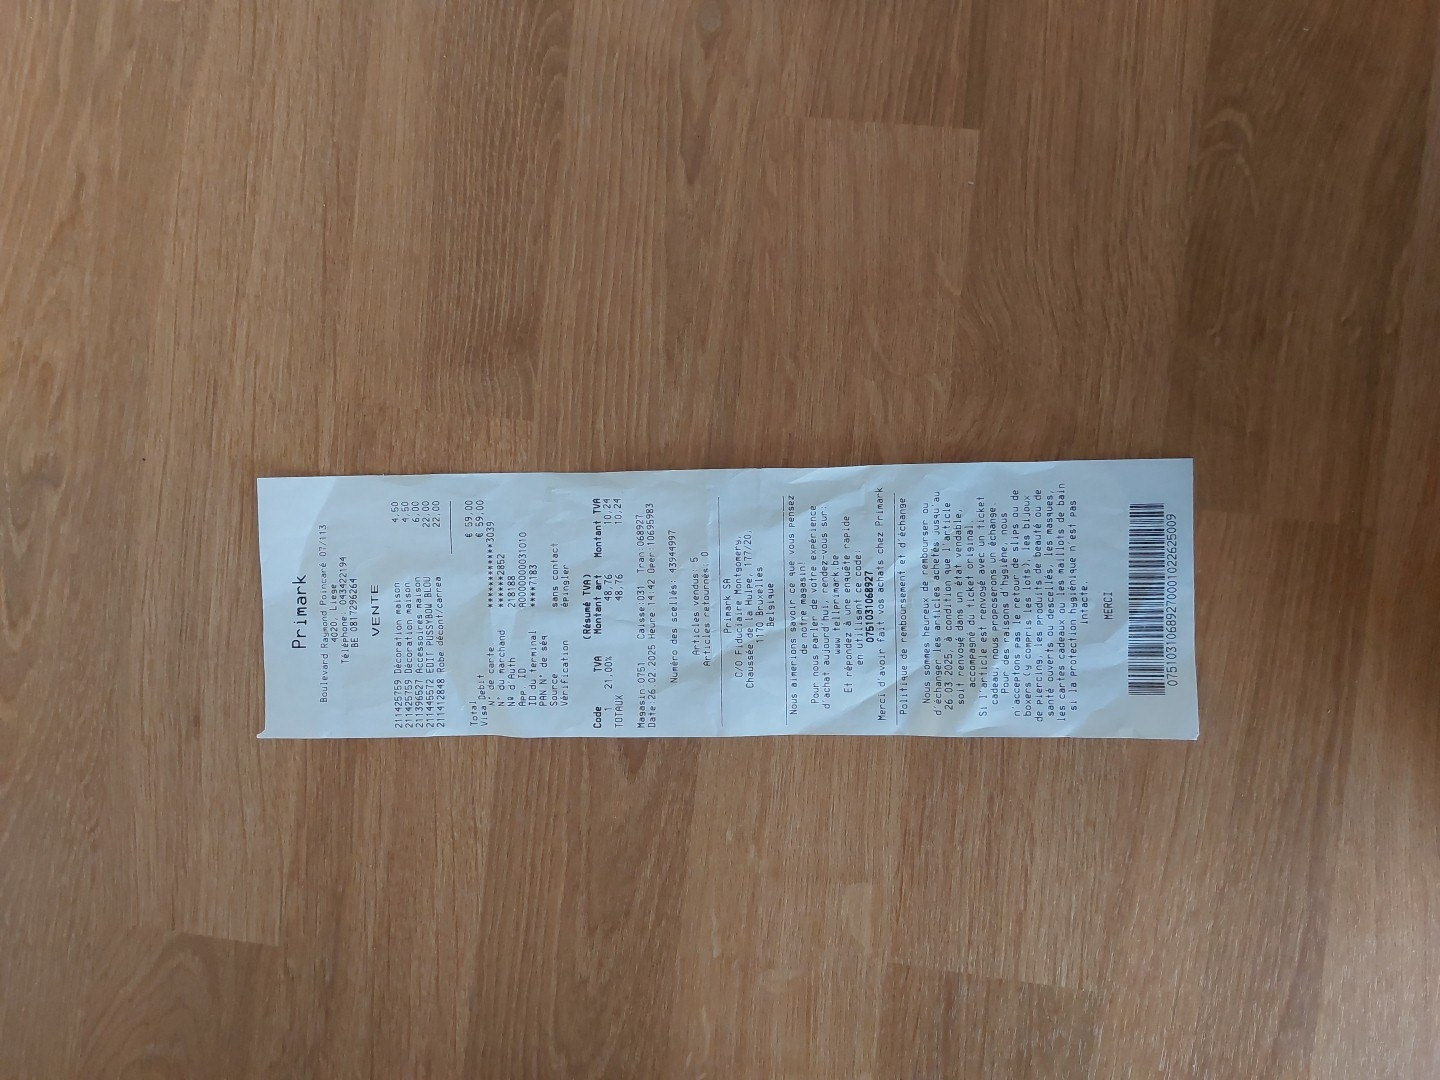 Primark
Boulevard Raymond Poincaré 07/113
4020, Liege
Téléphone: 043422194
BE 0817296264
VENTE
211425759 Décoration maison 4,50
211425759 Décoration maison 4,50
211396527 Accessoires maison 6,00
211445572 EDIT PUSSYBOW BLOU 22,00
211412848 Robe décont/carrea 22,00
Total € 59,00
Visa Debit € 59,00
N° de carte ************3039
N° du marchand ******2852
Nº d'Auth 218188
App. ID A0000000031010
ID du terminal ****7183
PAN N° de séq
Source sans contact
Vérification épingler
(Résumé TVA)
Code TVA Montant art Montant TVA
1 21,00% 48,76 10,24
TOTAUX 48,76 10,24
Magasin 0751 Caisse:031 Tran:068927
Date:26.02.2025 Heure:14:42 Oper:10695983
Numéro des scellés: 43944997
Articles vendus: 5
Articles retournés: 0
Primark SA
C/O Fiduciaire Montgomery,
Chaussée de la Hulpe, 177/20,
1170 Bruxelles
Belgique
Nous aimerions savoir ce que vous pensez
de notre magasin!
Pour nous parler de votre expérience
d'achat aujourd'hui, rendez-vous sur:
www.tellprimark.be
Et répondez à une enquête rapide
en utilisant ce code:
0751031068927
Merci d'avoir fait vos achats chez Primark
Politique de remboursement et d'échange
Nous sommes heureux de rembourser ou
d'échanger les articles achetés jusqu'au
26.03.2025, à condition que l'article
soit renvoyé dans un état vendable,
accompagné du ticket original.
Si l'article est renvoyé avec un ticket
cadeau, nous proposerons un échange.
Pour des raisons d'hygiène, nous
n'acceptons pas le retour de slips ou de
boxers (y compris les lots), les bijoux
de piercing, les produits de beauté ou de
santé ouverts ou descellés, les masques,
les cartes cadeaux ou les maillots de bain
si la protection hygiénique n'est pas
intacte.
MERCI
07510310689270001022625009